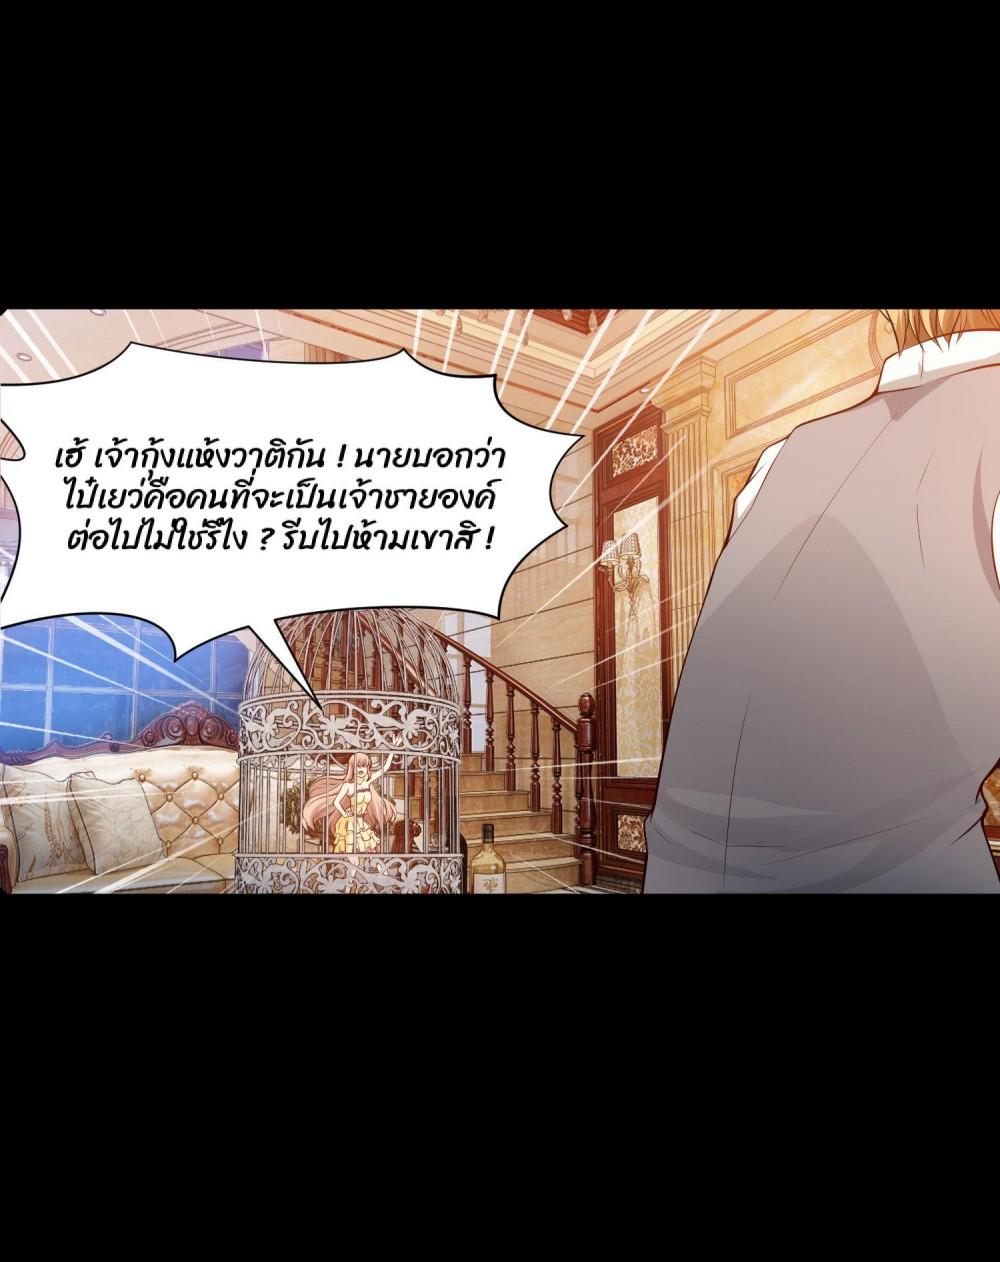 เฮ้ เจ้ากุ้งแห้งวาติกัน ! นายบอกว่า
ไป๋เยว่คือคนที่จะเป็นเจ้าชายองค์
ต่อไปไม่ใช่รึไง ? รีบไปห้ามเขาสิ !